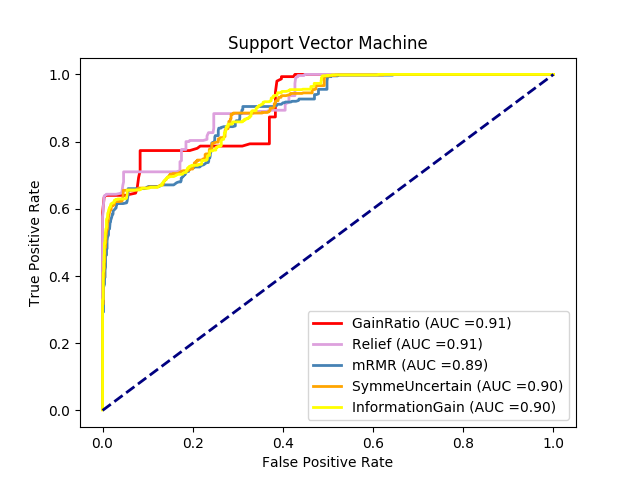 Support Vector Machine
True Positive Rate
1.0
0.8
0.6
0.4
0.2
0.0
GainRatio (AUC =0.91)
Relief (AUC =0.91)
mRMR (AUC =0.89)
SymmeUncertain (AUC =0.90)
InformationGain (AUC =0.90)
0.0 0.2 0.4 0.6 0.8 1.0
False Positive Rate